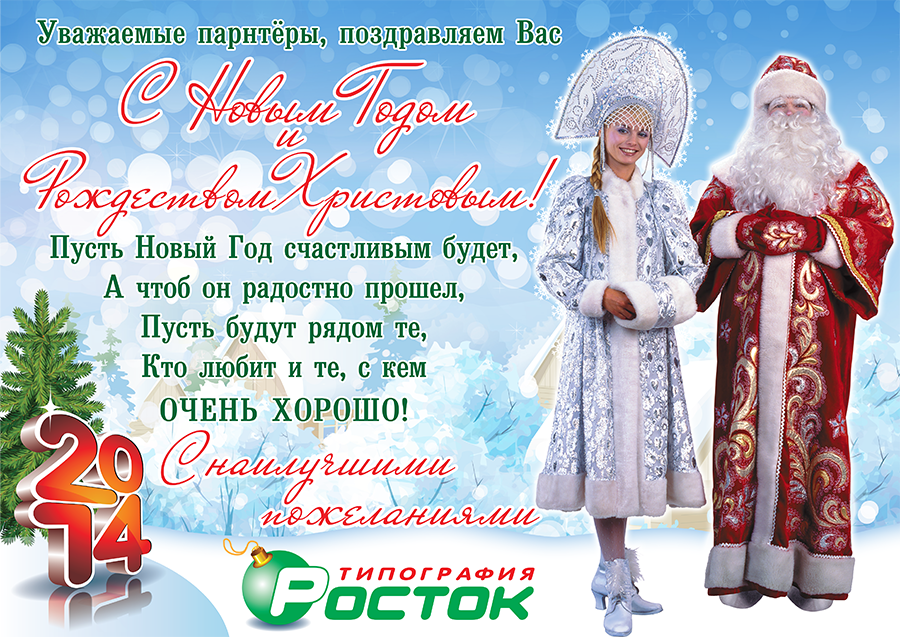 Уважаемые парнтёры, поздравляем Вас
С Новым Годом
и
Рождеством Христовым!
Пусть Новый Год счастливым будет,
А чтоб он радостно прошел,
Пусть будут рядом те,
Кто любит и те, с кем
ОЧЕНЬ ХОРОШО!
С наилучшими
пожеланиями
2014
ТИПОГРАФИЯ
РОСТОК